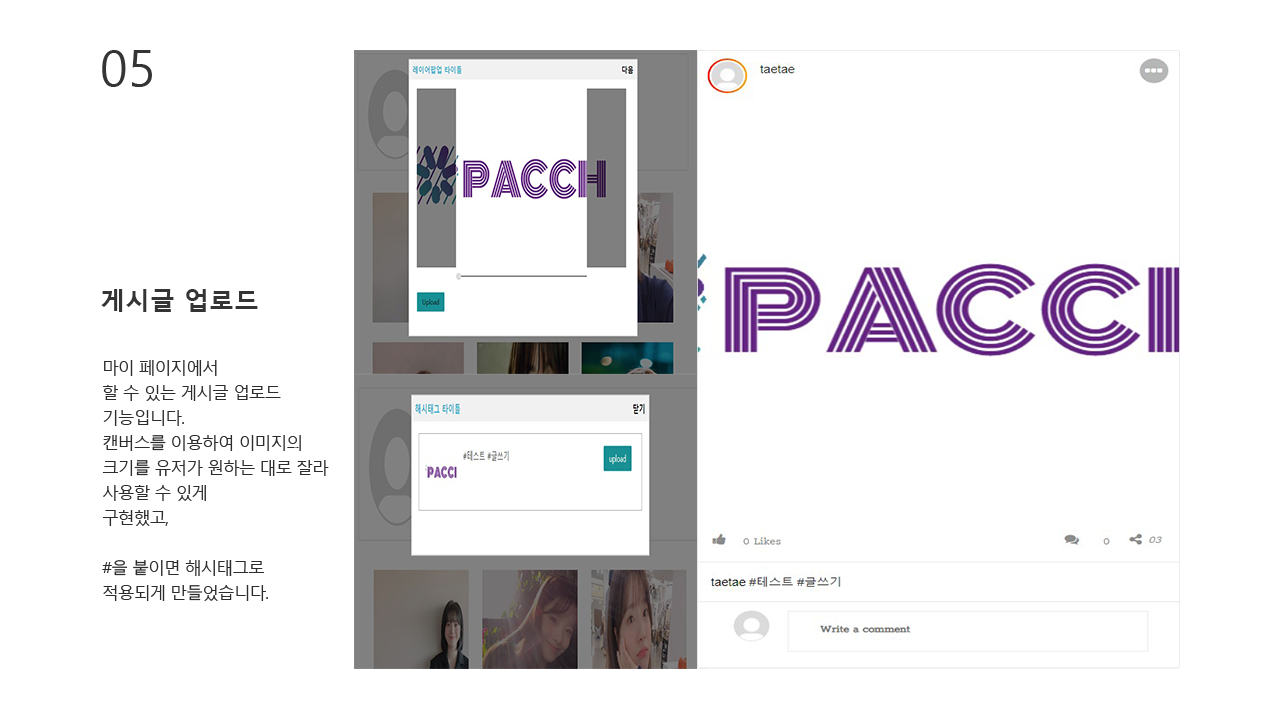 05
게시글 업로드
마이 페이지에서
할 수 있는 게시글 업로드
기능입니다.
캔버스를 이용하여 이미지의
크기를 유저가 원하는 대로 잘라
사용할 수 있게
구현했고,
#을 붙이면 해시태그로
적용되게 만들었습니다.
레이어팝업 타이틀 다음
PACCH
Upload
해시태그 타이틀 닫기
#테스트 #글쓰기
PACCI
upload
taetae
PACCI
0 Likes 0 03
taetae #테스트 #글쓰기
Write a comment